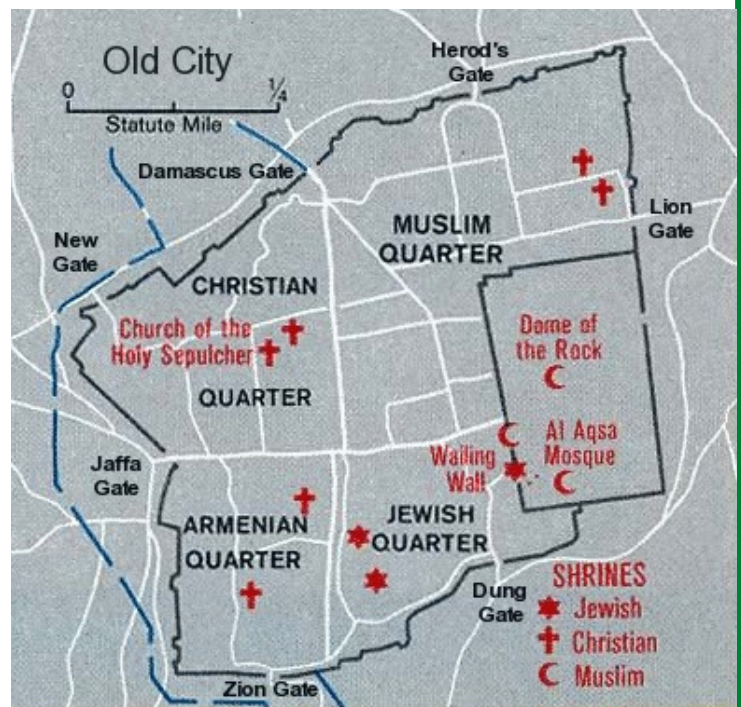 Old City
0 1/4
Statute Mile
Herod's
Gate
Damascus Gate
Lion
Gate
New
Gate
MUSLIM
QUARTER
CHRISTIAN
Church of the
Holy Sepulcher
QUARTER
Dome of
the Rock
Al Aqsa
Mosque
Wailing
Wall
Jaffa
Gate
ARMENIAN
QUARTER
JEWISH
QUARTER
Dung
Gate
Zion Gate
SHRINES
Jewish
Christian
Muslim